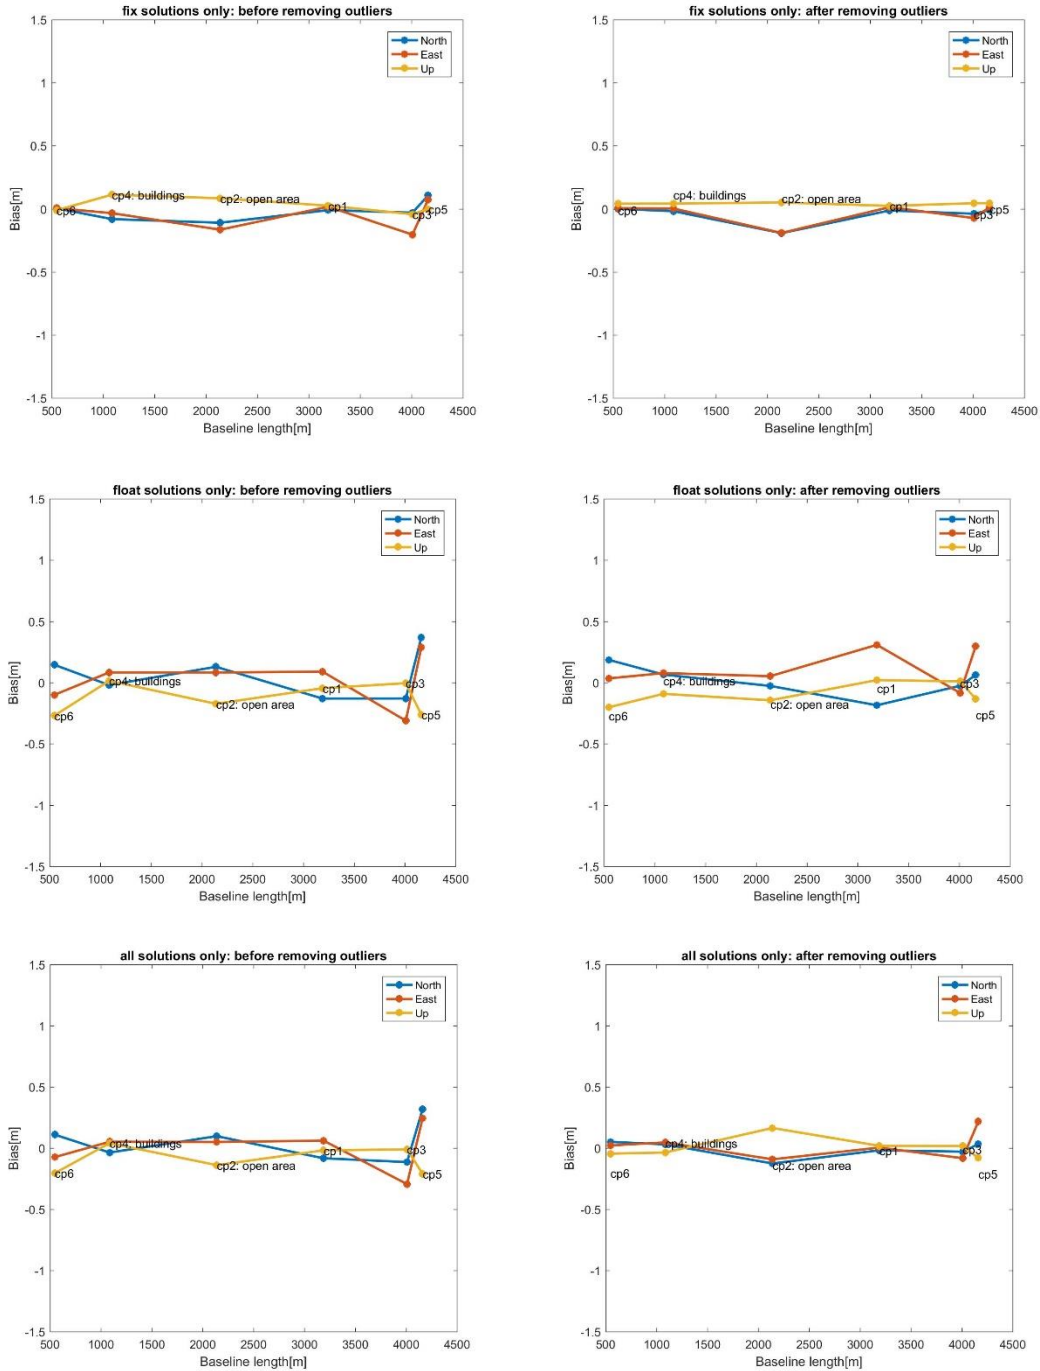 fix solutions only: before removing outliers
1.5
1
0.5
0
-0.5
-1
-1.5
Bias[m]
North
East
Up
cp6
cp4: buildings
cp2: open area
cp1
cp3
cp5
500 1000 1500 2000 2500 3000 3500 4000 4500
Baseline length[m]
fix solutions only: after removing outliers
1.5
1
0.5
0
-0.5
-1
-1.5
Bias[m]
North
East
Up
cp6
cp4: buildings
cp2: open area
cp1
cp3
cp5
500 1000 1500 2000 2500 3000 3500 4000 4500
Baseline length[m]
float solutions only: before removing outliers
1.5
1
0.5
0
-0.5
-1
-1.5
Bias[m]
North
East
Up
cp6
cp4: buildings
cp2: open area
cp1
cp3
cp5
500 1000 1500 2000 2500 3000 3500 4000 4500
Baseline length[m]
float solutions only: after removing outliers
1.5
1
0.5
0
-0.5
-1
-1.5
Bias[m]
North
East
Up
cp6
cp4: buildings
cp2: open area
cp1
cp3
cp5
500 1000 1500 2000 2500 3000 3500 4000 4500
Baseline length[m]
all solutions only: before removing outliers
1.5
1
0.5
0
-0.5
-1
-1.5
Bias[m]
North
East
Up
cp6
cp4: buildings
cp2: open area
cp1
cp3
cp5
500 1000 1500 2000 2500 3000 3500 4000 4500
Baseline length[m]
all solutions only: after removing outliers
1.5
1
0.5
0
-0.5
-1
-1.5
Bias[m]
North
East
Up
cp6
cp4: buildings
cp2: open area
cp1
cp3
cp5
500 1000 1500 2000 2500 3000 3500 4000 4500
Baseline length[m]